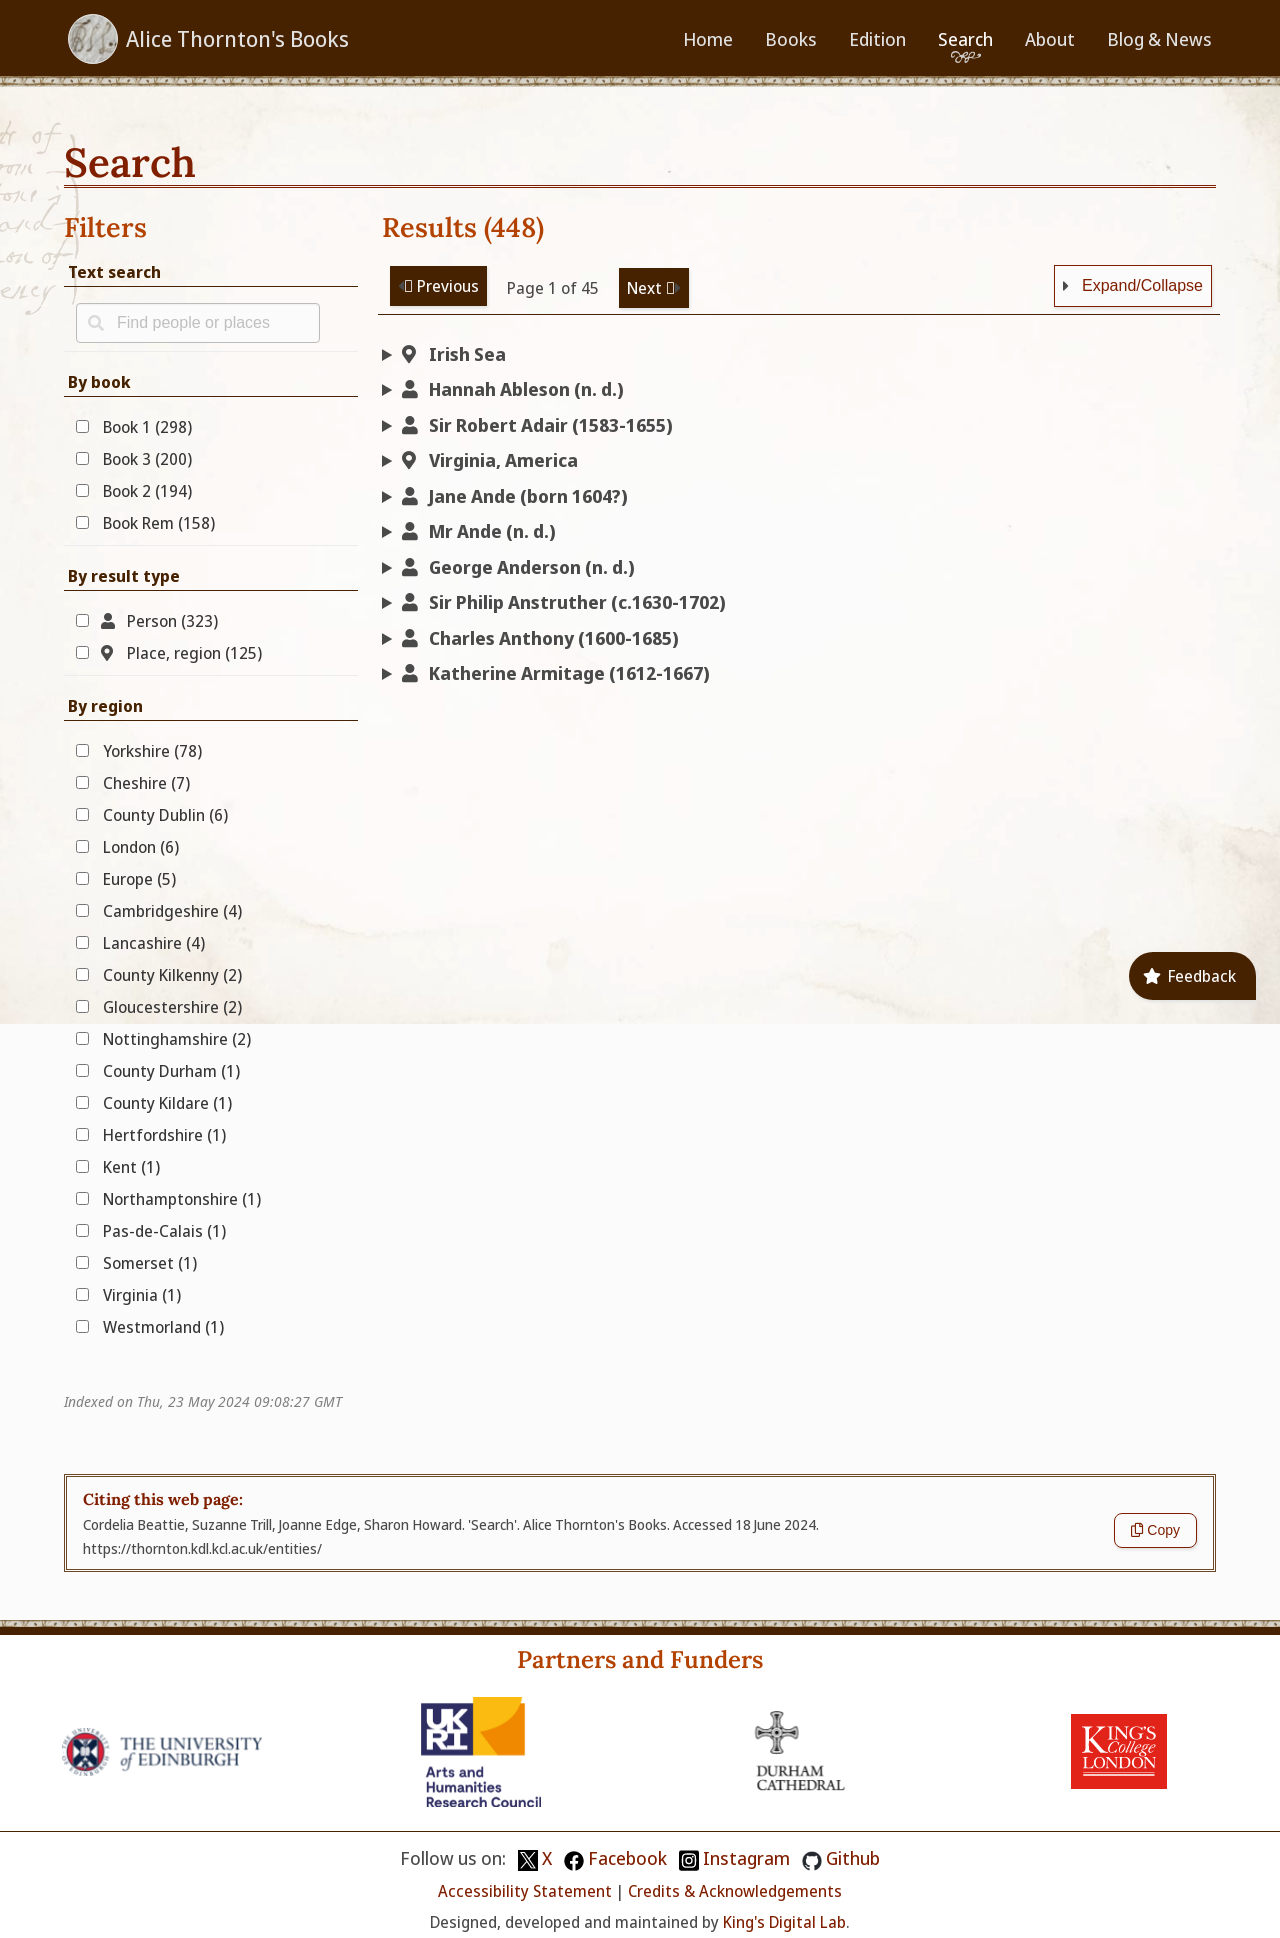 Alice Thornton's Books
Home Books Edition Search About Blog & News
Search
Filters
Text search
Find people or places
By book
Book 1 (298)
Book 3 (200)
Book 2 (194)
Book Rem (158)
By result type
Person (323)
Place, region (125)
By region
Yorkshire (78)
Cheshire (7)
County Dublin (6)
London (6)
Europe (5)
Cambridgeshire (4)
Lancashire (4)
County Kilkenny (2)
Gloucestershire (2)
Nottinghamshire (2)
County Durham (1)
County Kildare (1)
Hertfordshire (1)
Kent (1)
Northamptonshire (1)
Pas-de-Calais (1)
Somerset (1)
Virginia (1)
Westmorland (1)
Indexed on Thu, 23 May 2024 09:08:27 GMT
Results (448)
Previous Page 1 of 45 Next Expand/Collapse
Irish Sea
Hannah Ableson (n. d.)
Sir Robert Adair (1583-1655)
Virginia, America
Jane Ande (born 1604?)
Mr Ande (n. d.)
George Anderson (n. d.)
Sir Philip Anstruther (c.1630-1702)
Charles Anthony (1600-1685)
Katherine Armitage (1612-1667)
Feedback
Citing this web page:
Cordelia Beattie, Suzanne Trill, Joanne Edge, Sharon Howard. 'Search'. Alice Thornton's Books. Accessed 18 June 2024.
https://thornton.kdl.kcl.ac.uk/entities/
Copy
Partners and Funders
THE UNIVERSITY
of EDINBURGH
UK
RI
Arts and
Humanities
Research Council
DURHAM
CATHEDRAL
KING'S
College
LONDON
Follow us on: X Facebook Instagram Github
Accessibility Statement | Credits & Acknowledgements
Designed, developed and maintained by King's Digital Lab.